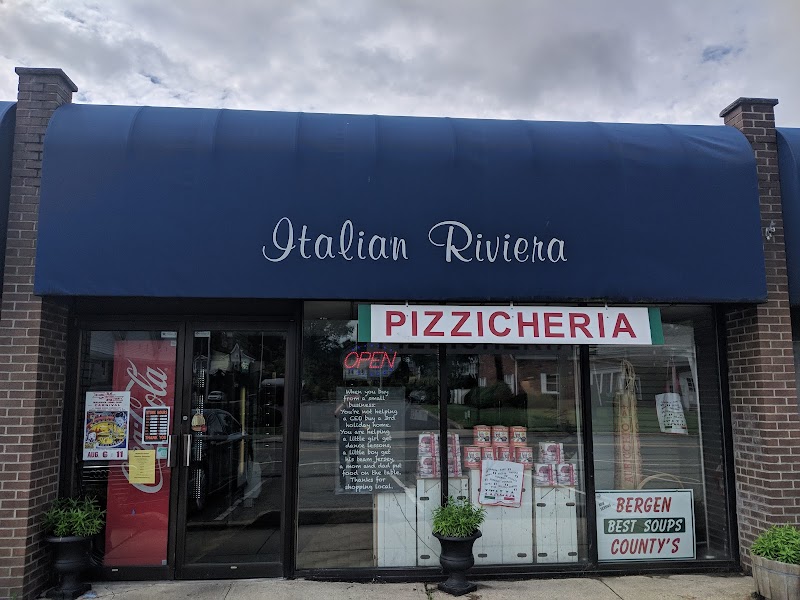 Italian Riviera
PIZZICHERIA
OPEN
When you buy
from a small
business
You're not helping
a CEO buy a 3rd
holiday home.
You are helping
a little girl get
dance lessons,
a little boy get
his team jersey,
a mom and dad put
food on the table.
Thanks for
shopping local.
Coca-Cola
AUG 6-11
THANK YOU
BERGEN
BEST SOUPS
COUNTY'S